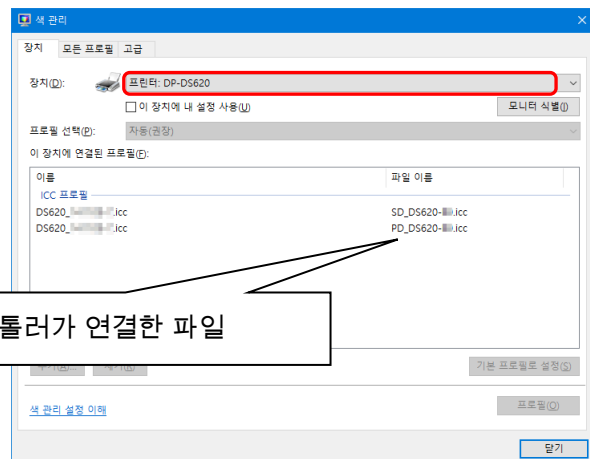 색 관리
장치 모든 프로필 고급
장치(D): 프린터: DP-DS620
이 장치에 내 설정 사용(U) 모니터 식별(I)
프로필 선택(P): 자동(권장)
이 장치에 연결된 프로필(F):
이름 파일 이름
ICC 프로필
DS620_ .icc SD_DS620- .icc
DS620_ .icc PD_DS620- .icc
톨러가 연결한 파일
기본 프로필로 설정(S)
색 관리 설정 이해 프로필(O)
닫기